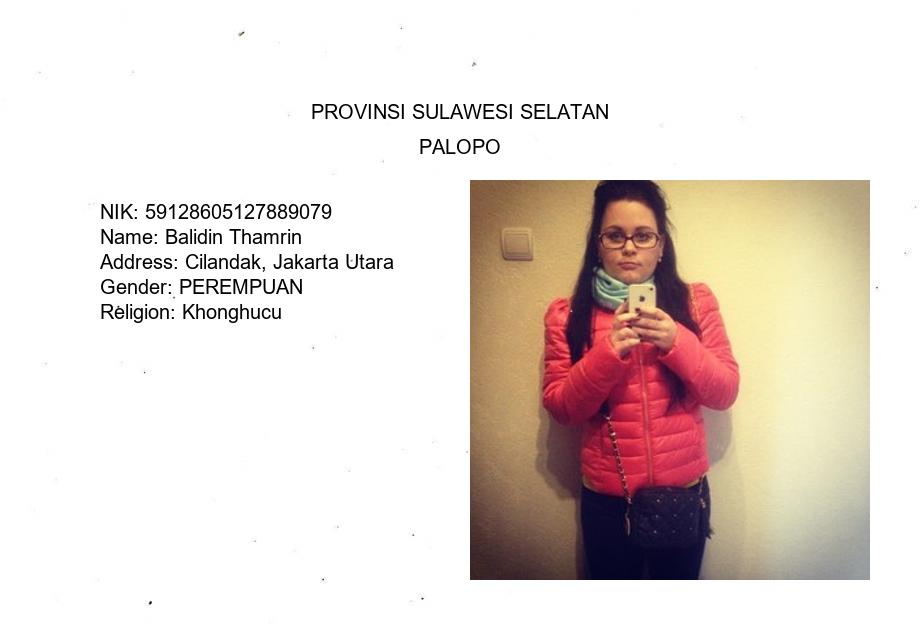 PROVINSI SULAWESI SELATAN
PALOPO
NIK: 59128605127889079
Name: Balidin Thamrin
Address: Cilandak, Jakarta Utara
Gender: PEREMPUAN
Religion: Khonghucu